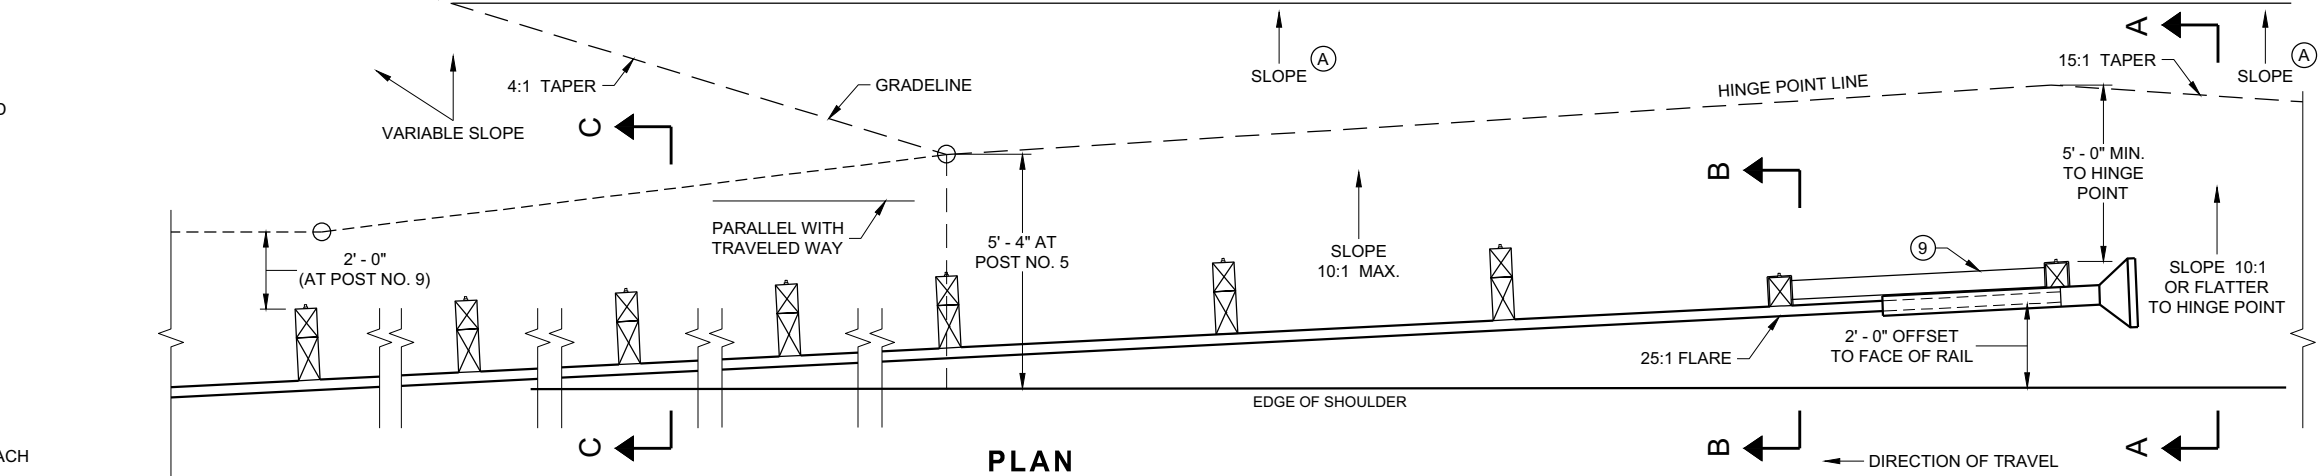 A
15:1 TAPER
A
SLOPE
A
SLOPE
4:1 TAPER
GRADELINE
HINGE POINT LINE
D
VARIABLE SLOPE
C
B
5' - 0" MIN.
TO HINGE
POINT
PARALLEL WITH
TRAVELED WAY
5' - 4" AT
POST NO. 5
SLOPE
10:1 MAX.
9
2' - 0"
(AT POST NO. 9)
SLOPE 10:1
OR FLATTER
TO HINGE POINT
2' - 0" OFFSET
TO FACE OF RAIL
25:1 FLARE
EDGE OF SHOULDER
C
B
A
ACH
PLAN
DIRECTION OF TRAVEL